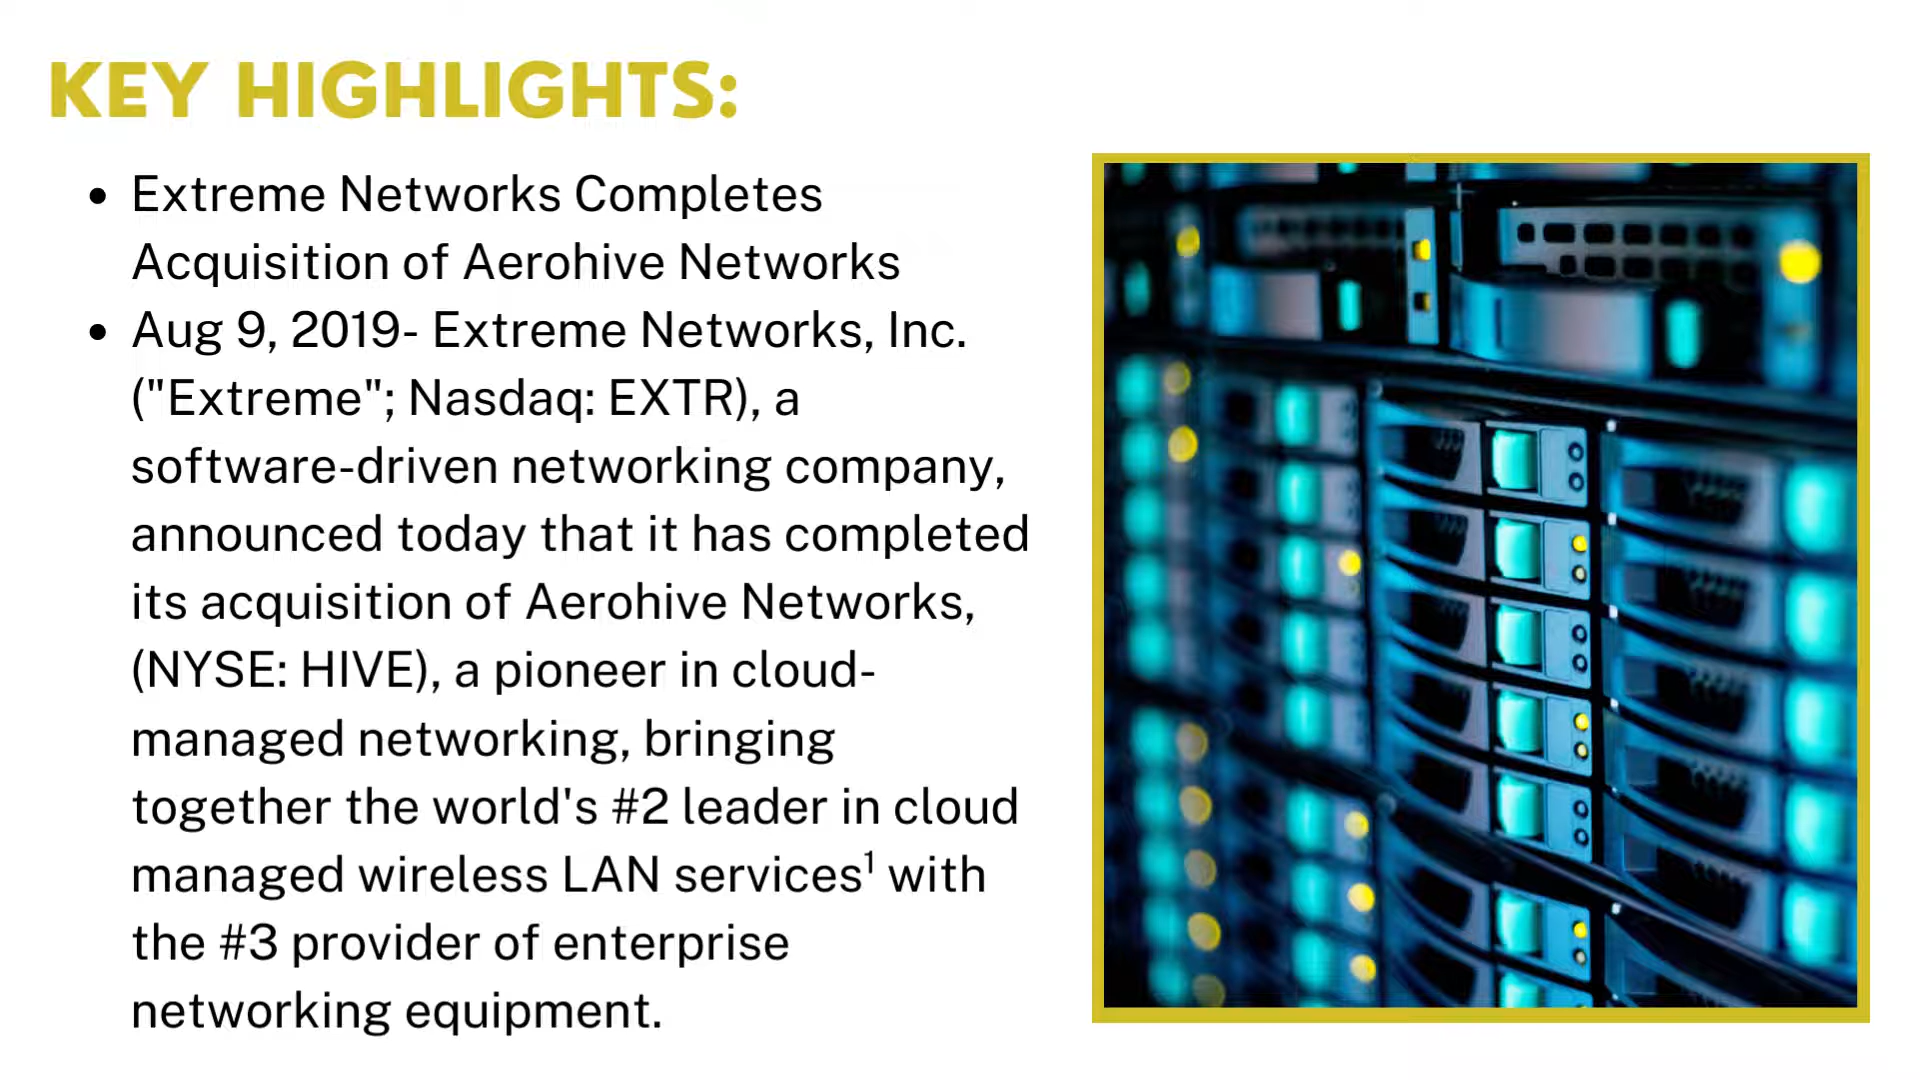 KEY HIGHLIGHTS:
• Extreme Networks Completes
Acquisition of Aerohive Networks
• Aug 9, 2019- Extreme Networks, Inc.
("Extreme"; Nasdaq: EXTR), a
software-driven networking company,
announced today that it has completed
its acquisition of Aerohive Networks,
(NYSE: HIVE), a pioneer in cloud-
managed networking, bringing
together the world's #2 leader in cloud
managed wireless LAN services¹ with
the #3 provider of enterprise
networking equipment.